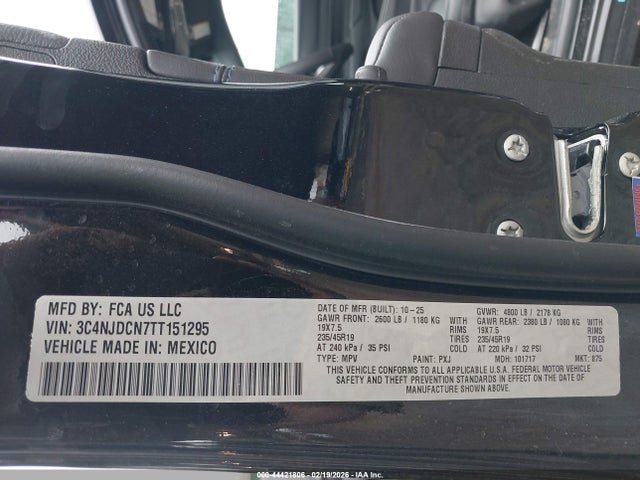 MFD BY: FCA US LLC
VIN: 3C4NJDCN7TT151295
VEHICLE MADE IN: MEXICO
DATE OF MFR (BUILT): 10-25 GVWR: 4800 LB / 2178 KG
GAWR FRONT: 2600 LB / 1180 KG WITH GAWR REAR: 2380 LB / 1080 KG WITH
19X7.5 RIMS 19X7.5 RIMS
235/45R19 TIRES 235/45R19 TIRES
AT 240 kPa / 35 PSI COLD AT 220 kPa / 32 PSI COLD
TYPE: MPV PAINT: PXJ MDH: 101717 MKT: 875
THIS VEHICLE CONFORMS TO ALL APPLICABLE U.S.A. FEDERAL MOTOR VEHICLE
SAFETY AND THEFT PREVENTION STANDARDS IN EFFECT ON THE DATE OF
MANUFACTURE SHOWN ABOVE.
000-44421806 - 02/19/2026 - IAA Inc.